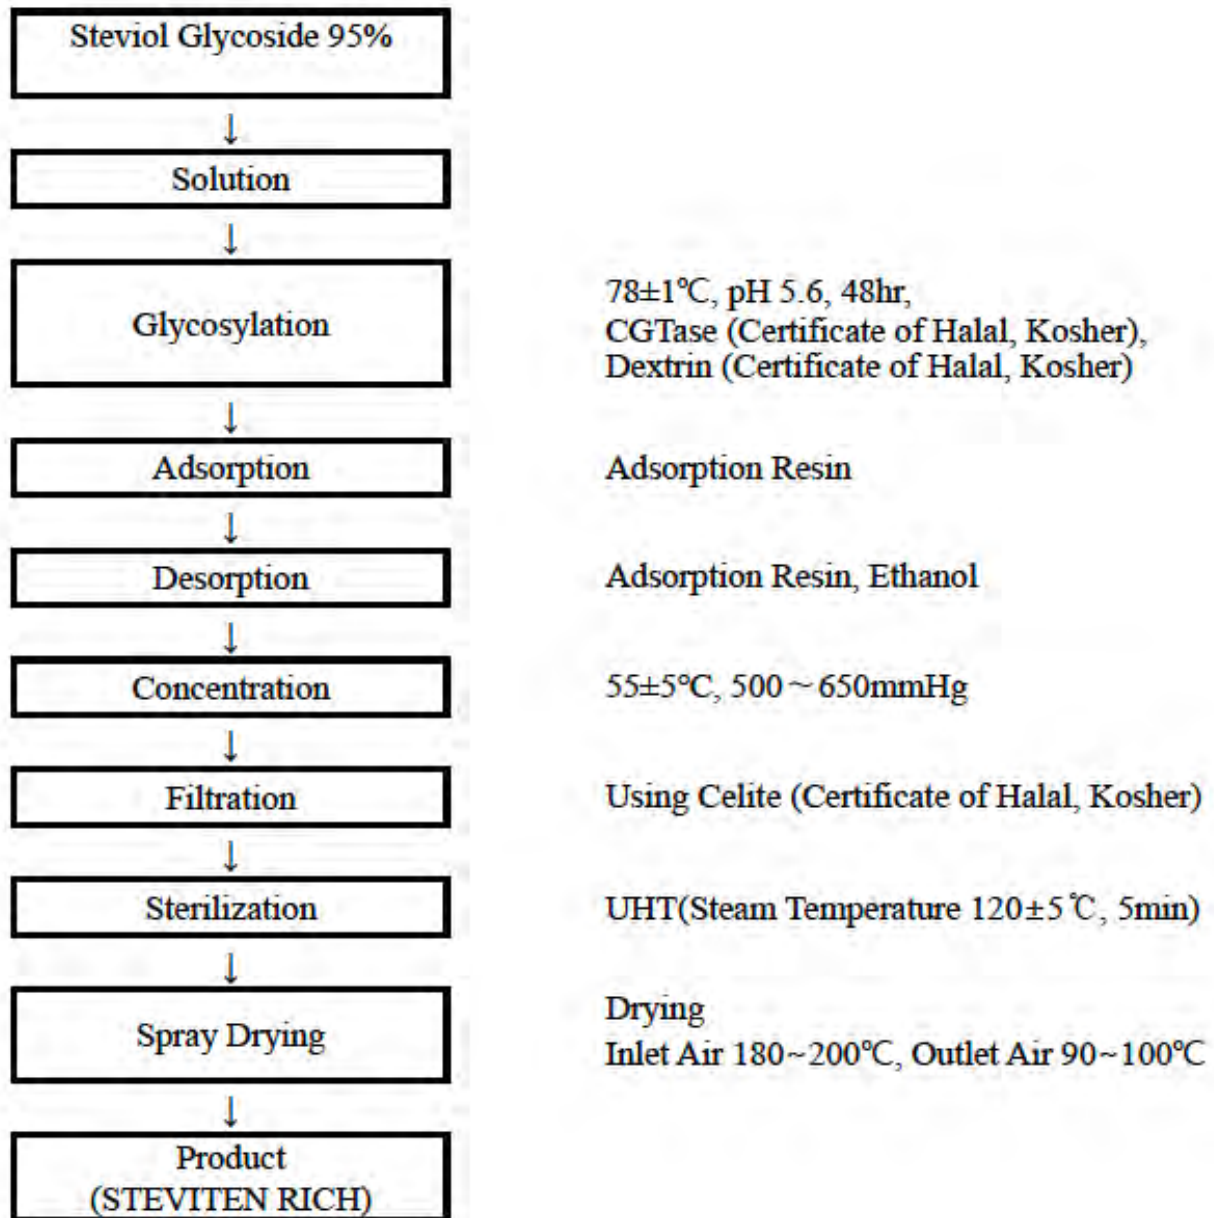 Steviol Glycoside 95%
↓
Solution
↓
Glycosylation
78±1℃, pH 5.6, 48hr,
CGTase (Certificate of Halal, Kosher),
Dextrin (Certificate of Halal, Kosher)
↓
Adsorption
Adsorption Resin
↓
Desorption
Adsorption Resin, Ethanol
↓
Concentration
55±5℃, 500～650mmHg
↓
Filtration
Using Celite (Certificate of Halal, Kosher)
↓
Sterilization
UHT(Steam Temperature 120±5℃, 5min)
↓
Spray Drying
Drying
Inlet Air 180~200℃, Outlet Air 90~100℃
↓
Product
(STEVITEN RICH)